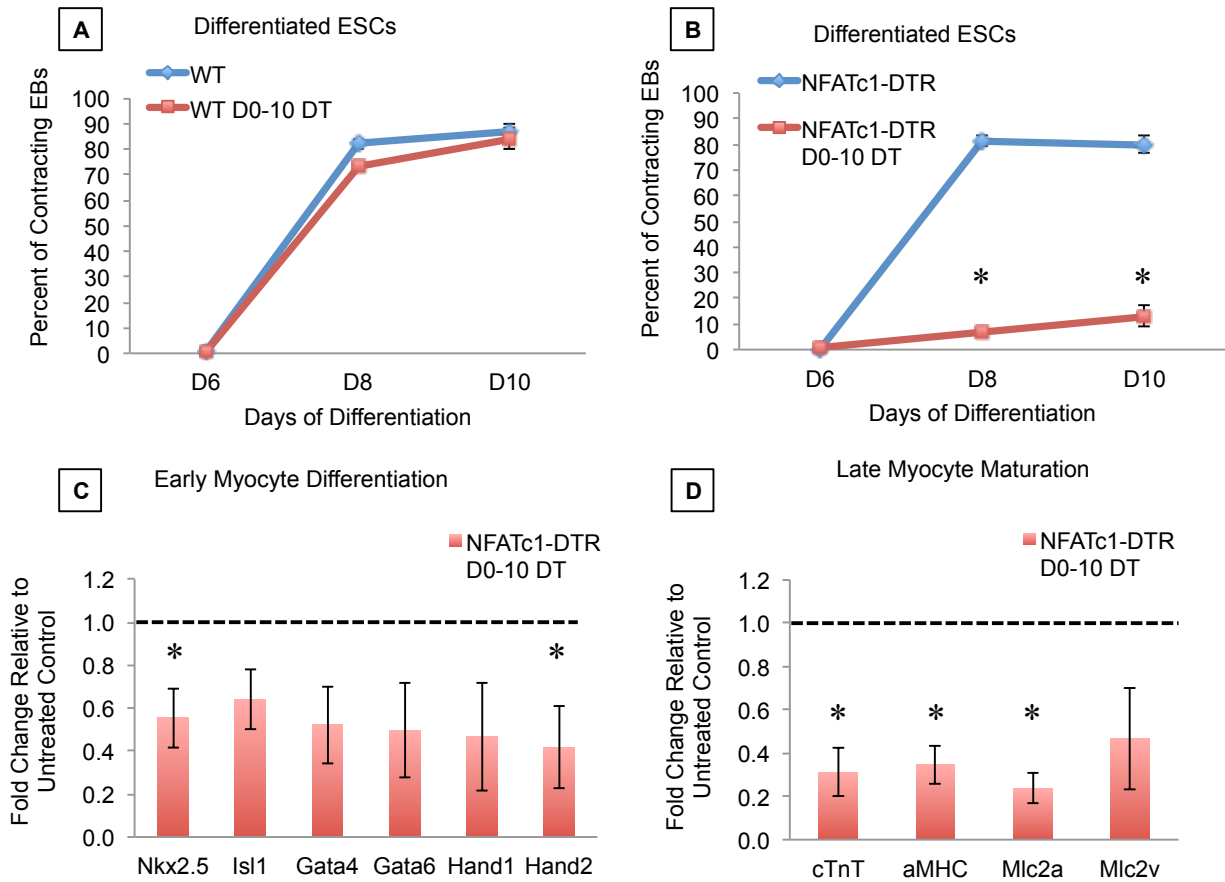 A
Differentiated ESCs
WT
WT D0-10 DT
Percent of Contracting EBs
100
90
80
70
60
50
40
30
20
10
0
D6
D8
D10
Days of Differentiation
B
Differentiated ESCs
NFATc1-DTR
NFATc1-DTR
D0-10 DT
Percent of Contracting EBs
100
90
80
70
60
50
40
30
20
10
0
*
*
D6
D8
D10
Days of Differentiation
C
Early Myocyte Differentiation
NFATc1-DTR
D0-10 DT
Fold Change Relative to
Untreated Control
1.2
1.0
0.8
0.6
0.4
0.2
0.0
*
*
Nkx2.5
Isl1
Gata4
Gata6
Hand1
Hand2
D
Late Myocyte Maturation
NFATc1-DTR
D0-10 DT
Fold Change Relative to
Untreated Control
1.2
1.0
0.8
0.6
0.4
0.2
0.0
*
*
*
cTnT
aMHC
Mlc2a
Mlc2v